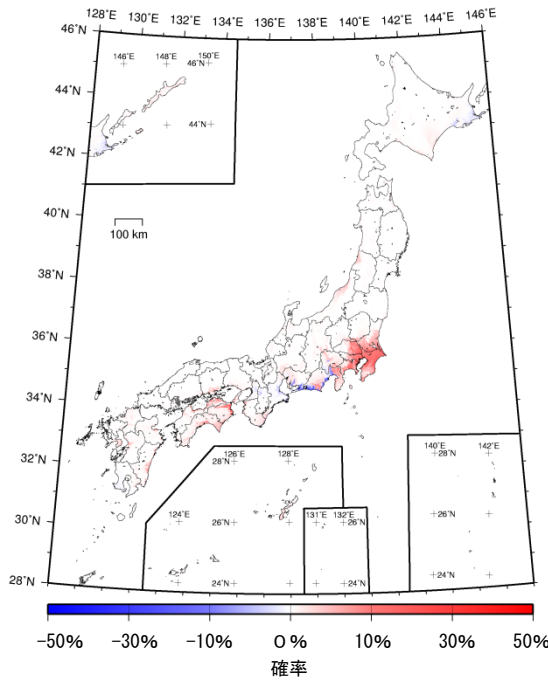 128°E 130°E 132°E 134°E 136°E 138°E 140°E 142°E 144°E 146°E
46°N
146°E 148°E 150°E
46°N
44°N
44°N
42°N
40°N
100 km
38°N
36°N
34°N
32°N
126°E 128°E
28°N
140°E 142°E
28°N
124°E
131°E 132°E
30°N
26°N
26°N
26°N
24°N
24°N
24°N
28°N
-50% -30% -10% 0% 10% 30% 50%
確率